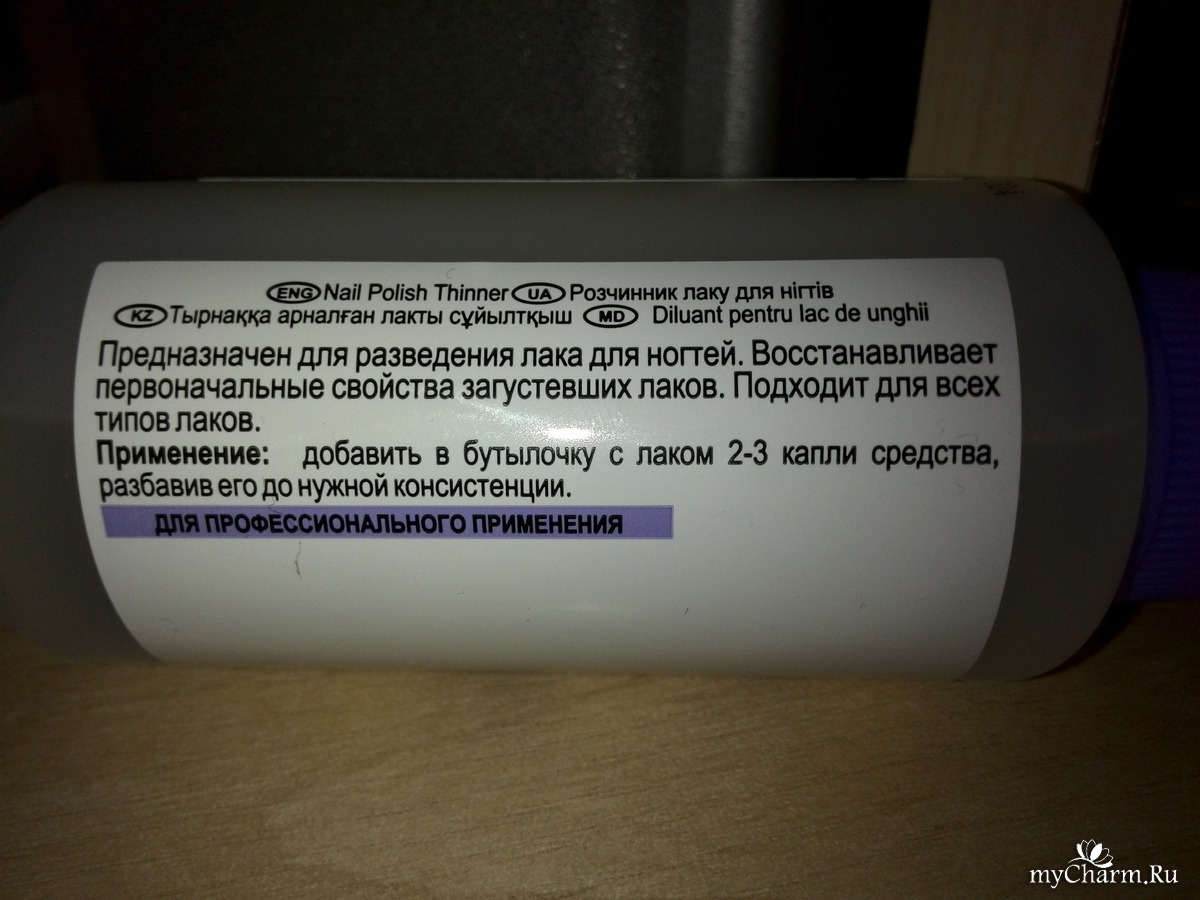 ENG Nail Polish Thinner UA Розчинник лаку для нігтів
KZ Тырнаққа арналған лакты сұйылтқыш MD Diluant pentru lac de unghii
Предназначен для разведения лака для ногтей. Восстанавливает
первоначальные свойства загустевших лаков. Подходит для всех
типов лаков.
Применение: добавить в бутылочку с лаком 2-3 капли средства,
разбавив его до нужной консистенции.
ДЛЯ ПРОФЕССИОНАЛЬНОГО ПРИМЕНЕНИЯ
myCharm.Ru